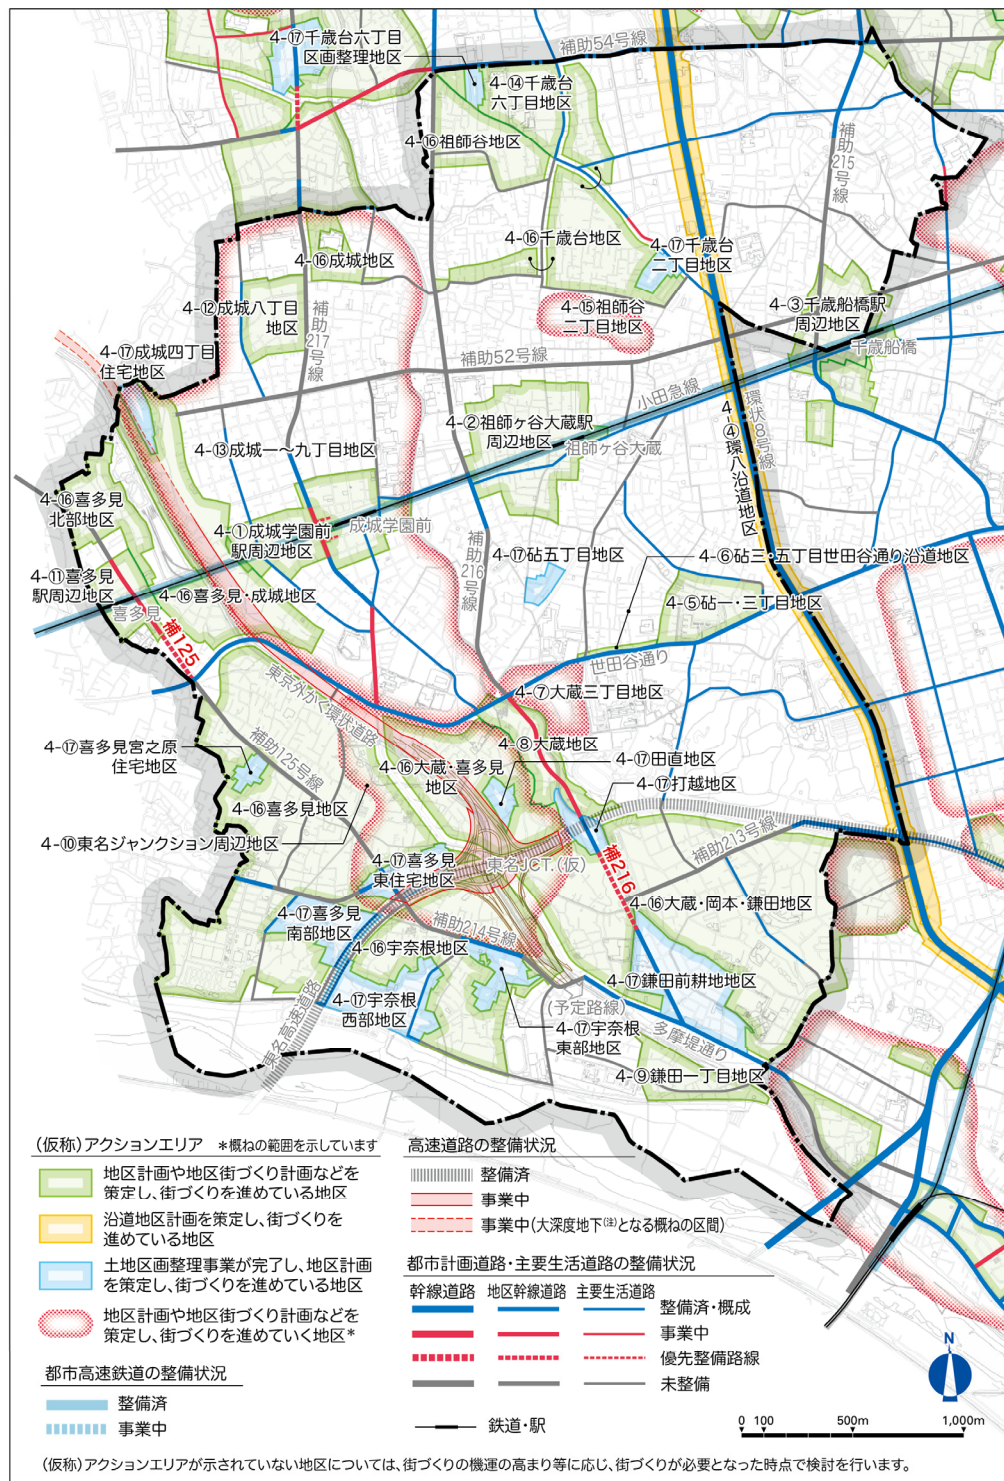 4-⑰千歳台六丁目
区画整理地区
補助54号線
4-⑭千歳台
六丁目地区
4-⑯祖師谷地区
補助215号線
4-⑯千歳台地区
4-⑰千歳台
二丁目地区
4-⑯成城地区
4-⑫成城八丁目
地区
補助217号線
4-⑮祖師谷
二丁目地区
4-③千歳船橋駅
周辺地区
千歳船橋
4-⑰成城四丁目
住宅地区
補助52号線
小田急線
環状8号線
4-④環八沿道地区
4-②祖師ヶ谷大蔵駅
周辺地区
祖師ヶ谷大蔵
4-⑬成城一～九丁目地区
4-⑯喜多見
北部地区
4-①成城学園前
駅周辺地区
成城学園前
補助216号線
4-⑰砧五丁目地区
4-⑥砧三・五丁目世田谷通り沿道地区
4-⑪喜多見
駅周辺地区
喜多見
4-⑯喜多見・成城地区
4-⑤砧一・三丁目地区
補125
世田谷通り
東京外かく環状道路
4-⑦大蔵三丁目地区
4-⑧大蔵地区
4-⑰喜多見宮之原
住宅地区
補助125号線
4-⑯大蔵・喜多見
地区
4-⑰田直地区
4-⑰打越地区
4-⑯喜多見地区
4-⑩東名ジャンクション周辺地区
補助213号線
4-⑰喜多見
東住宅地区
東名JCT.(仮)
補216
4-⑰喜多見
南部地区
補助214号線
4-⑯大蔵・岡本・鎌田地区
4-⑯宇奈根地区
4-⑰宇奈根
西部地区
4-⑰鎌田前耕地地区
(予定路線)
4-⑰宇奈根
東部地区
多摩堤通り
東名高速道路
4-⑨鎌田一丁目地区
(仮称)アクションエリア ＊概ねの範囲を示しています
地区計画や地区街づくり計画などを
策定し、街づくりを進めている地区
沿道地区計画を策定し、街づくりを
進めている地区
土地区画整理事業が完了し、地区計画
を策定し、街づくりを進めている地区
地区計画や地区街づくり計画などを
策定し、街づくりを進めていく地区＊
都市高速鉄道の整備状況
整備済
事業中
高速道路の整備状況
整備済
事業中
事業中(大深度地下(注)となる概ねの区間)
都市計画道路・主要生活道路の整備状況
幹線道路 地区幹線道路 主要生活道路
整備済・概成
事業中
優先整備路線
未整備
鉄道・駅
N
0 100 500m 1,000m
(仮称)アクションエリアが示されていない地区については、街づくりの機運の高まり等に応じ、街づくりが必要となった時点で検討を行います。